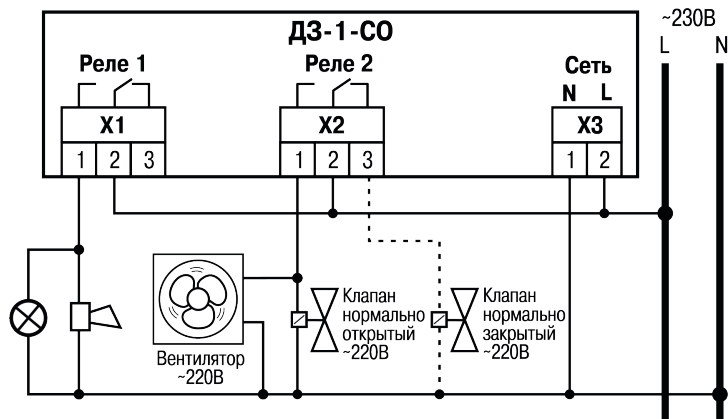 ДЗ-1-СО
~230В
L
N
Реле 1
Реле 2
Сеть
N L
X1
X2
X3
1 2 3
1 2 3
1 2
Вентилятор
~220В
Клапан
нормально
открытый
~220В
Клапан
нормально
закрытый
~220В